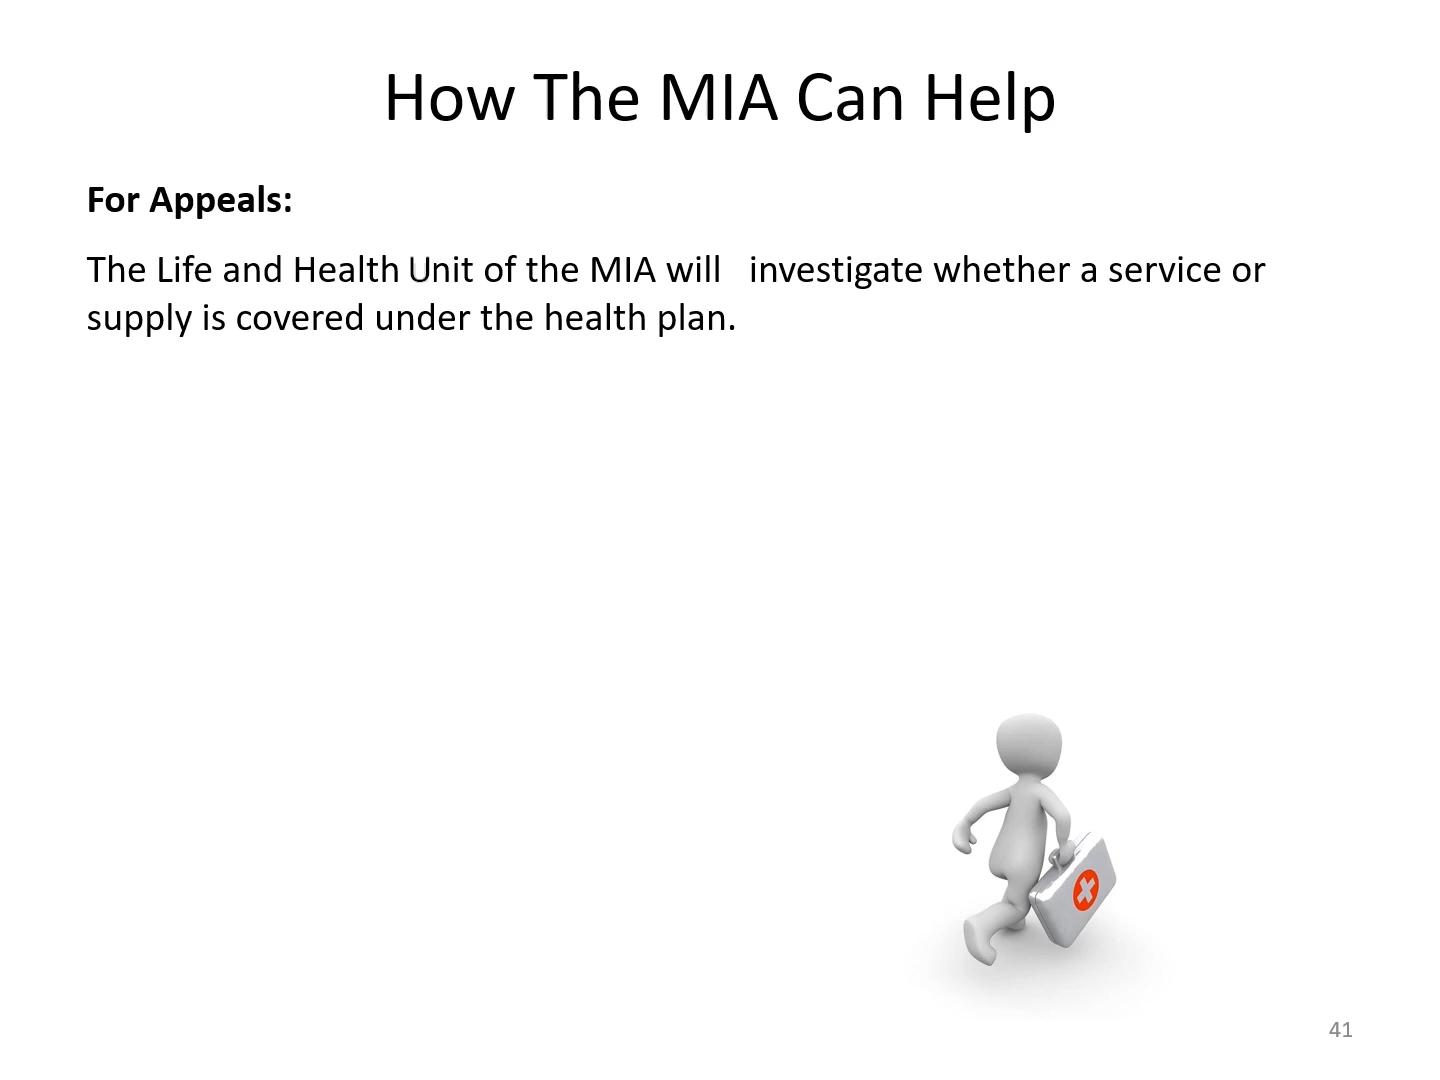 How The MIA Can Help
For Appeals:
The Life and Health Unit of the MIA will   investigate whether a service or
supply is covered under the health plan.
41